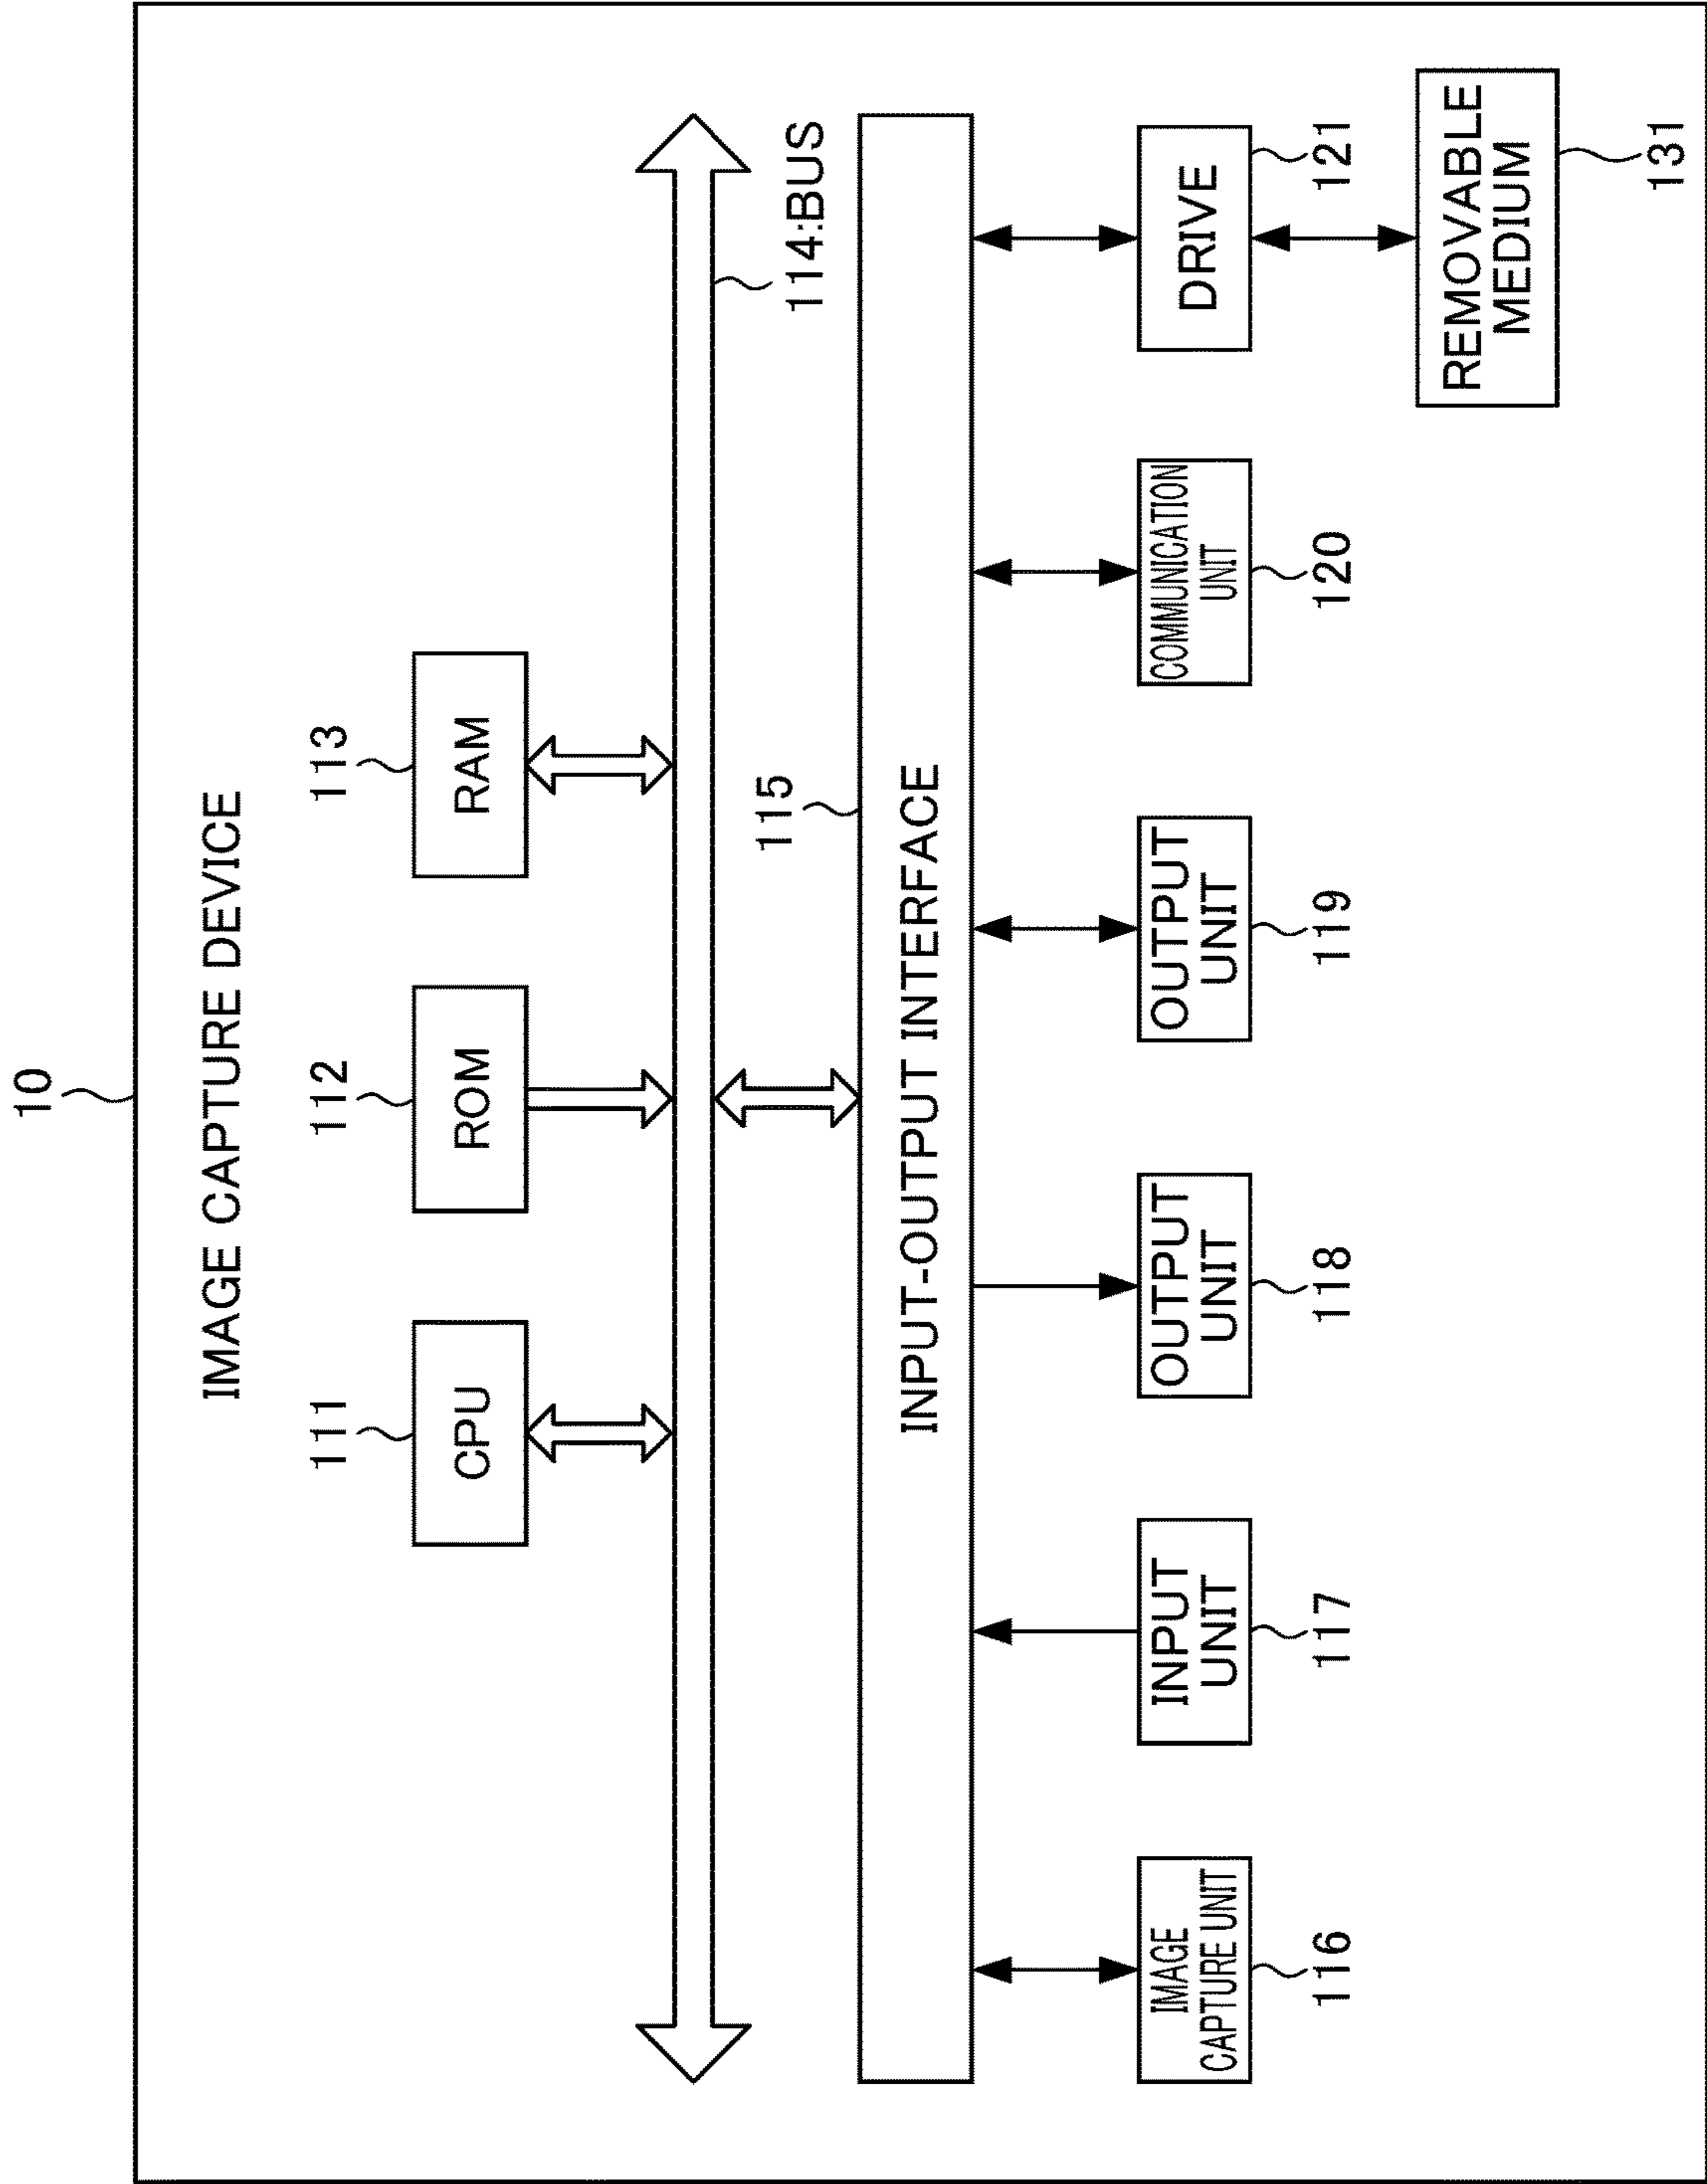 10
IMAGE CAPTURE DEVICE
111
112
113
CPU
ROM
RAM
114:BUS
115
INPUT-OUTPUT INTERFACE
IMAGE
CAPTURE UNIT
INPUT
UNIT
OUTPUT
UNIT
OUTPUT
UNIT
COMMUNICATION
UNIT
DRIVE
116
117
118
119
120
121
REMOVABLE
MEDIUM
131